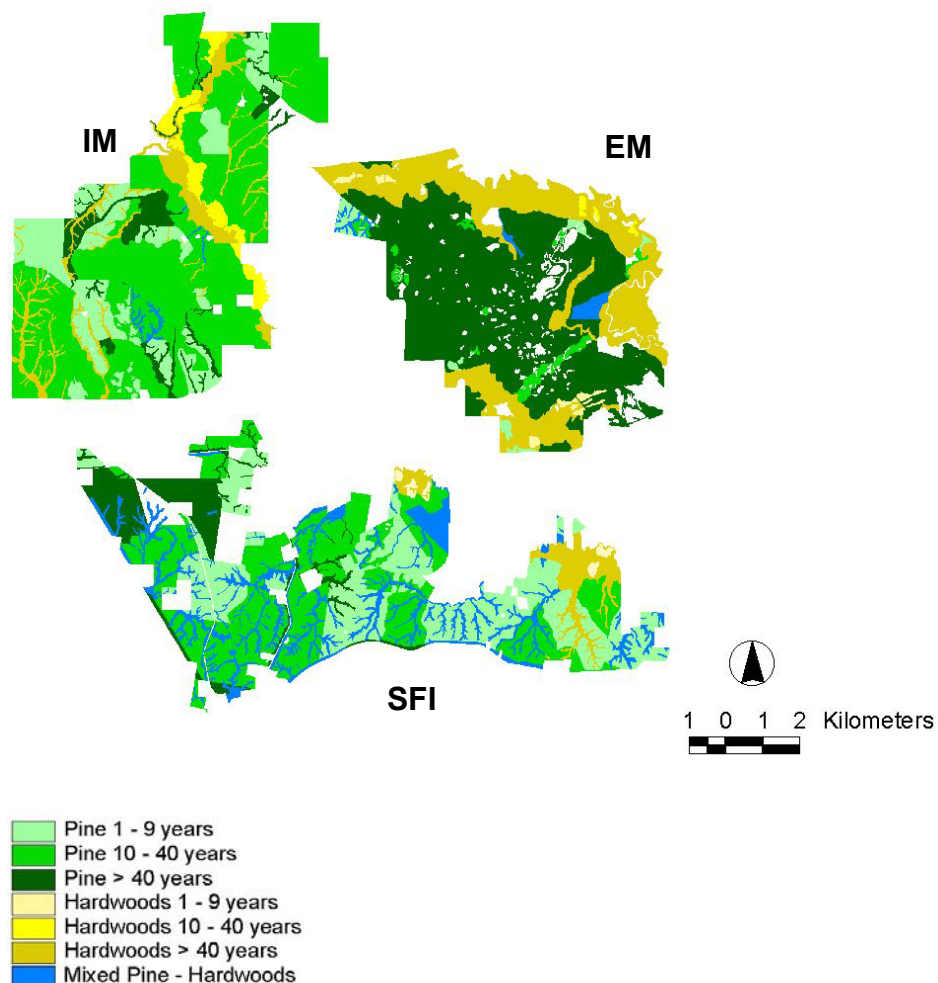 IM
EM
SFI
1 0 1 2 Kilometers
Pine 1 - 9 years
Pine 10 - 40 years
Pine > 40 years
Hardwoods 1 - 9 years
Hardwoods 10 - 40 years
Hardwoods > 40 years
Mixed Pine - Hardwoods